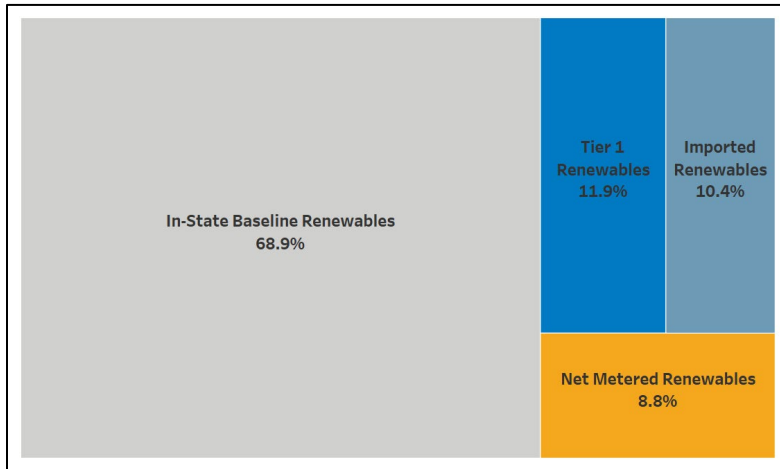 In-State Baseline Renewables
68.9%
Tier 1
Renewables
11.9%
Imported
Renewables
10.4%
Net Metered Renewables
8.8%